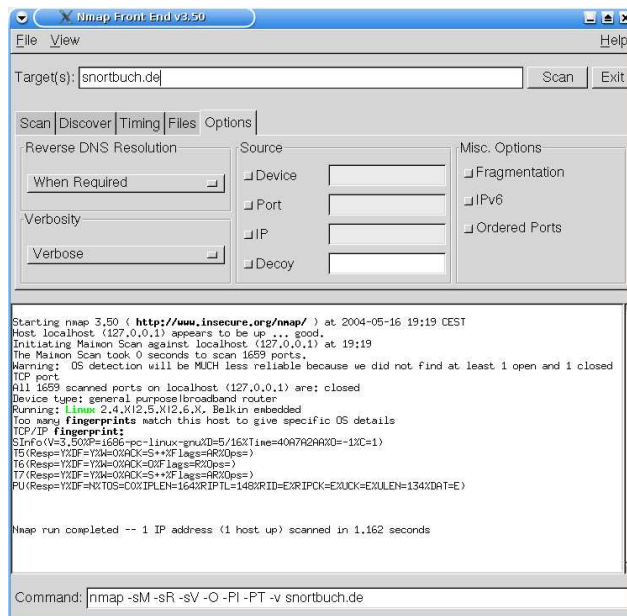 Nmap Front End v3.50
File View Help
Target(s): snortbuch.de Scan Exit
Scan Discover Timing Files Options
Reverse DNS Resolution Source Misc. Options
When Required Device Fragmentation
Port IPv6
Verbosity IP Ordered Ports
Verbose Decoy
Starting nmap 3.50 ( http://www.insecure.org/nmap/ ) at 2004-05-16 19:19 CEST
Host localhost (127.0.0.1) appears to be up ... good.
Initiating Maimon Scan against localhost (127.0.0.1) at 19:19
The Maimon Scan took 0 seconds to scan 1659 ports.
Warning:  OS detection will be MUCH less reliable because we did not find at least 1 open and 1 closed
TCP port
All 1659 scanned ports on localhost (127.0.0.1) are: closed
Device type: general purpose|broadband router
Running: Linux 2.4.X|2.5.X|2.6.X, Belkin embedded
Too many fingerprints match this host to give specific OS details
TCP/IP fingerprint:
SInfo(V=3.50%P=i686-pc-linux-gnu%D=5/16%Time=40A7A2AA%O=-1%C=1)
T5(Resp=Y%DF=Y%W=0%ACK=S++%Flags=AR%Ops=)
T6(Resp=Y%DF=Y%W=0%ACK=O%Flags=R%Ops=)
T7(Resp=Y%DF=Y%W=0%ACK=S++%Flags=AR%Ops=)
PU(Resp=Y%DF=N%TOS=C0%IPLEN=164%RIPTL=148%RID=E%RIPCK=E%UCK=E%ULEN=134%DAT=E)
Nmap run completed -- 1 IP address (1 host up) scanned in 1.162 seconds
Command: nmap -sM -sR -sV -O -PI -PT -v snortbuch.de